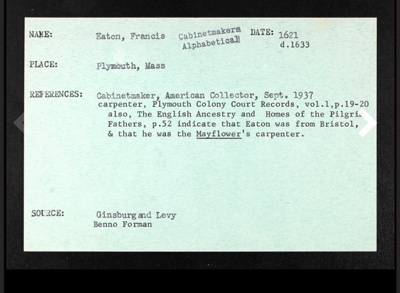 NAME: Eaton, Francis Cabinetmakers Alphabetical DATE: 1621
d.1633
PLACE: Plymouth, Mass
REFERENCES: Cabinetmaker, American Collector, Sept. 1937
carpenter, Plymouth Colony Court Records, vol.1,p.19-20
also, The English Ancestry and Homes of the Pilgrim
Fathers, p.52 indicate that Eaton was from Bristol,
& that he was the Mayflower's carpenter.
SOURCE: Ginsburg and Levy
Benno Forman